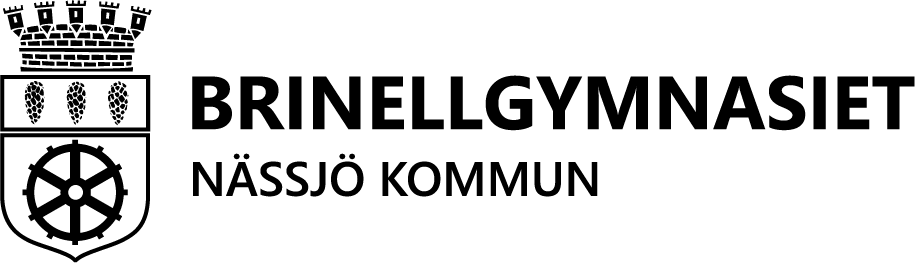 BRINELLGYMNASIET
NÄSSJÖ KOMMUN